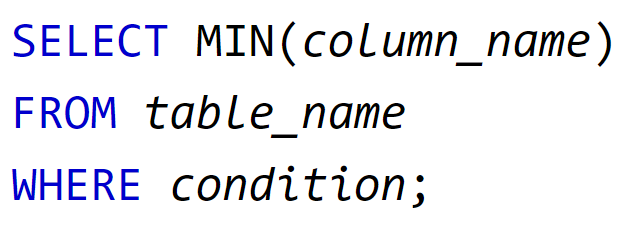 SELECT MIN(column_name)
FROM table_name
WHERE condition;